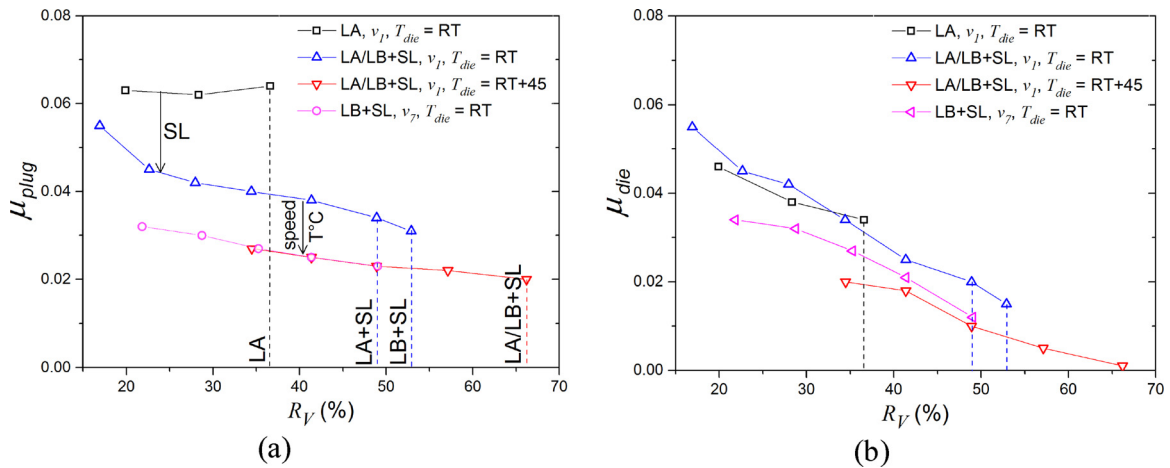 0.08
0.06
0.04
0.02
0.00
20
30
40
50
60
70
μplug
RV (%)
LA, v1, Tdie = RT
LA/LB+SL, v1, Tdie = RT
LA/LB+SL, v1, Tdie = RT+45
LB+SL, v7, Tdie = RT
SL
speed
T°C
LA
LA+SL
LB+SL
LA/LB+SL
(a)
0.08
0.06
0.04
0.02
0.00
20
30
40
50
60
70
μdie
RV (%)
LA, v1, Tdie = RT
LA/LB+SL, v1, Tdie = RT
LA/LB+SL, v1, Tdie = RT+45
LB+SL, v7, Tdie = RT
(b)